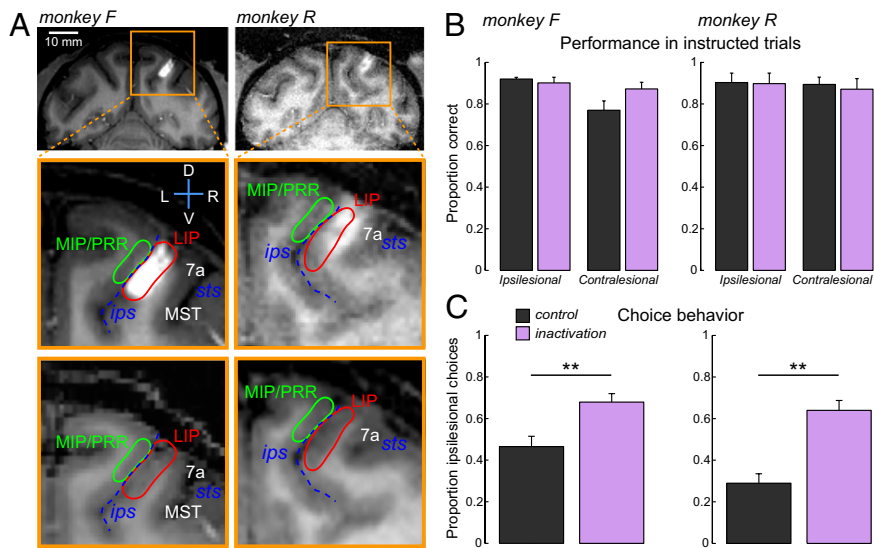 A
monkey F
monkey R
10 mm
D
L R
V
MIP/PRR
LIP
7a
sts
ips
MST
MIP/PRR
LIP
7a
sts
ips
MIP/PRR
LIP
7a
sts
ips
MST
MIP/PRR
LIP
7a
sts
ips
B
monkey F
monkey R
Performance in instructed trials
Proportion correct
1
0.8
0.6
0.4
0.2
0
Ipsilesional
Contralesional
1
0.8
0.6
0.4
0.2
0
Ipsilesional
Contralesional
C
control
inactivation
Choice behavior
Proportion ipsilesional choices
1
0.8
0.6
0.4
0.2
0
**
1
0.8
0.6
0.4
0.2
0
**